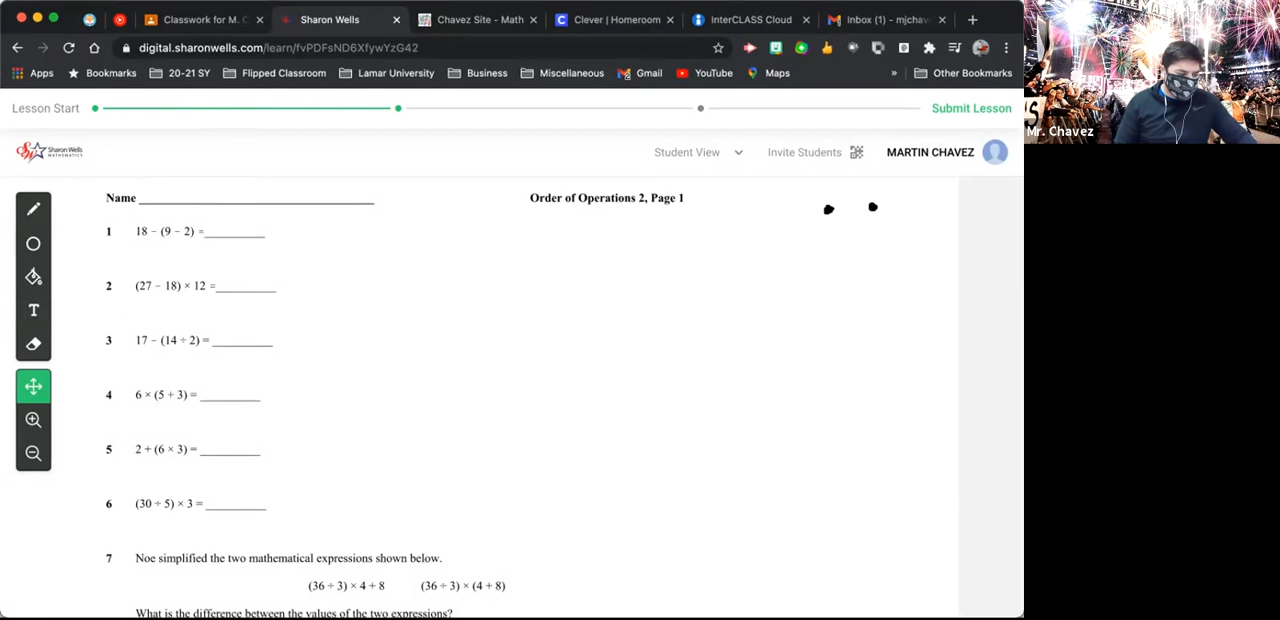 Classwork for M. C
Sharon Wells
Chavez Site - Math
Clever | Homeroom
InterCLASS Cloud
Inbox (1) - mjchav
digital.sharonwells.com/learn/fvPDFsND6XfywYzG42
Apps Bookmarks 20-21 SY Flipped Classroom Lamar University Business Miscellaneous Gmail YouTube Maps » Other Bookmarks
Lesson Start Submit Lesson
Sharon Wells MATHEMATICS Student View Invite Students MARTIN CHAVEZ
Mr. Chavez
Name Order of Operations 2, Page 1
1 18 − (9 − 2) =
2 (27 − 18) × 12 =
3 17 − (14 ÷ 2) =
4 6 × (5 + 3) =
5 2 + (6 × 3) =
6 (30 ÷ 5) × 3 =
7 Noe simplified the two mathematical expressions shown below.
(36 ÷ 3) × 4 + 8 (36 ÷ 3) × (4 + 8)
What is the difference between the values of the two expressions?